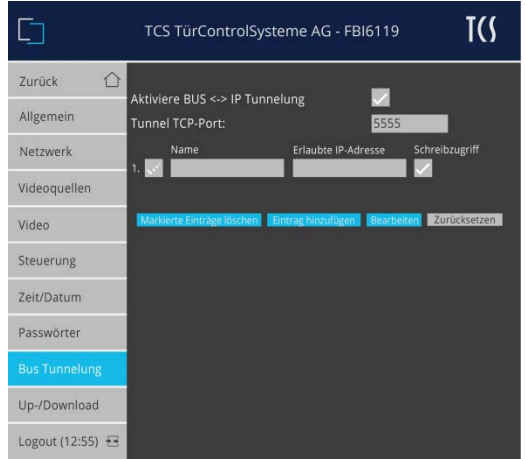 TCS TürControlSysteme AG - FBI6119
TCS
Zurück
Allgemein
Netzwerk
Videoquellen
Video
Steuerung
Zeit/Datum
Passwörter
Bus Tunnelung
Up-/Download
Logout (12:55)
Aktiviere BUS <-> IP Tunnelung
Tunnel TCP-Port: 5555
Name Erlaubte IP-Adresse Schreibzugriff
1.
Markierte Einträge löschen Eintrag hinzufügen Bearbeiten Zurücksetzen